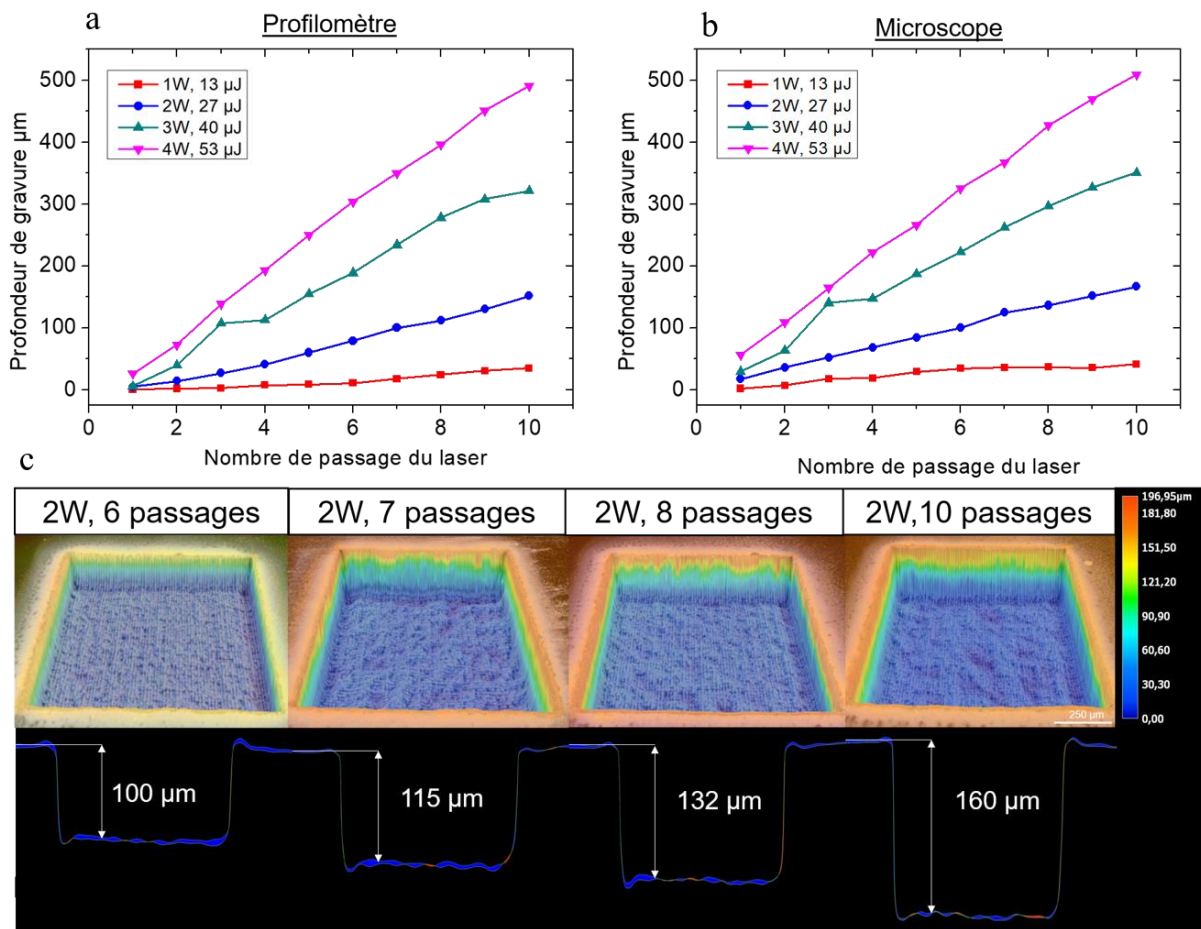 a
Profilomètre
Profondeur de gravure µm
500
400
300
200
100
0
1W, 13 µJ
2W, 27 µJ
3W, 40 µJ
4W, 53 µJ
0 2 4 6 8 10
Nombre de passage du laser
b
Microscope
Profondeur de gravure µm
500
400
300
200
100
0
1W, 13 µJ
2W, 27 µJ
3W, 40 µJ
4W, 53 µJ
0 2 4 6 8 10
Nombre de passage du laser
c
2W, 6 passages
2W, 7 passages
2W, 8 passages
2W,10 passages
196,95µm
181,80
151,50
121,20
90,90
60,60
30,30
0,00
250 µm
100 µm
115 µm
132 µm
160 µm